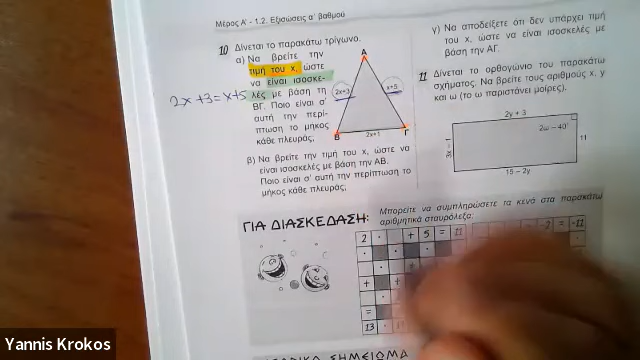 Μέρος Α' - 1.2. Εξισώσεις α' βαθμού
10 Δίνεται το παρακάτω τρίγωνο.
α) Να βρείτε την
τιμή του x, ώστε
να είναι ισοσκε-
λές με βάση τη
ΒΓ. Ποιο είναι σ'
αυτή την περί-
πτωση το μήκος
κάθε πλευράς;
2x+3=x+5
Α
2x+3
x+5
Β
2x+1
Γ
β) Να βρείτε την τιμή του x, ώστε να
είναι ισοσκελές με βάση την ΑΒ.
Ποιο είναι σ' αυτή την περίπτωση το
μήκος κάθε πλευράς;
γ) Να αποδείξετε ότι δεν υπάρχει τιμή
του x, ώστε να είναι ισοσκελές με
βάση την ΑΓ.
11 Δίνεται το ορθογώνιο του παρακάτω
σχήματος. Να βρείτε τους αριθμούς x, y
και ω (το ω παριστάνει μοίρες).
2y + 3
2ω − 40°
3x − 1
11
15 − 2y
ΓΙΑ ΔΙΑΣΚΕΔΑΣΗ:
Μπορείτε να συμπληρώσετε τα κενά στα παρακάτω
αριθμητικά σταυρόλεξα;
2 · + 5 = 11
− -2 = -11
13
Yannis Krokos